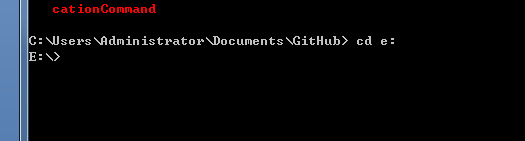 cationCommand
C:\Users\Administrator\Documents\GitHub> cd e:
E:\>